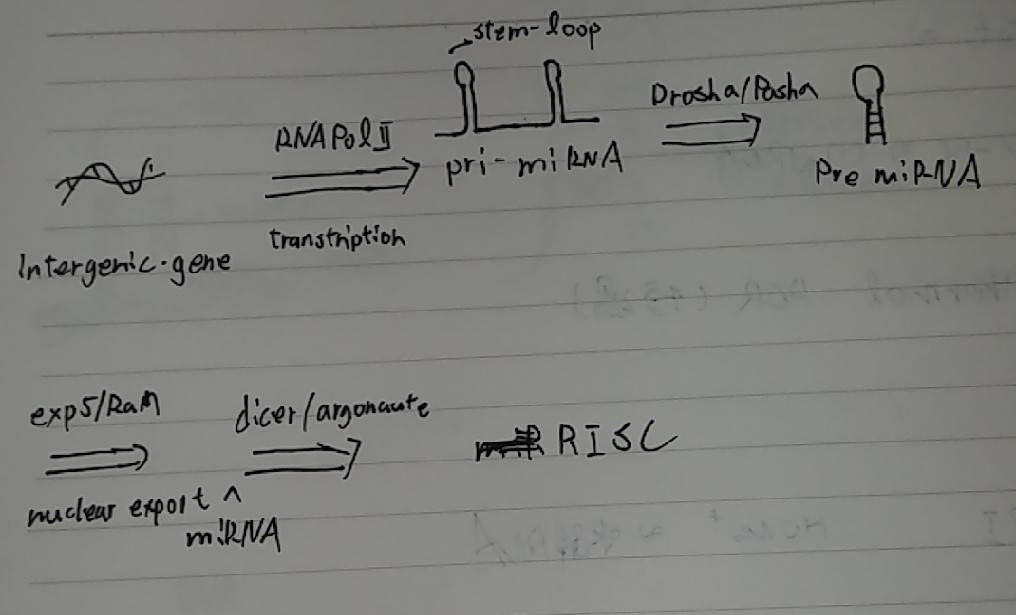 stem-loop
RNA Pol II
Drosha/Pasha
pri-miRNA
Pre miRNA
transtription
Intergenic-gene
exp5/Ran
dicer/argonaute
RISC
nuclear export ^
miRNA